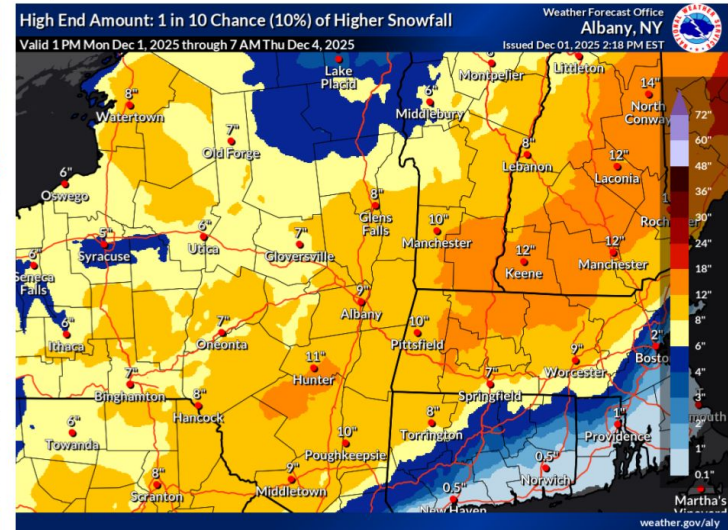 High End Amount: 1 in 10 Chance (10%) of Higher Snowfall
Valid 1 PM Mon Dec 1, 2025 through 7 AM Thu Dec 4, 2025
Weather Forecast Office
Albany, NY
Issued Dec 01, 2025 2:18 PM EST
Lake
Placid
Montpelier
Littleton
8"
Watertown
6"
Middlebury
14"
North
Conway
7"
Old Forge
8"
Lebanon
12"
Laconia
6"
Oswego
8"
Glens
Falls
10"
Manchester
5"
Syracuse
6"
Utica
7"
Gloversville
12"
Keene
12"
Manchester
6"
Seneca
Falls
9"
Albany
6"
Ithaca
7"
Oneonta
10"
Pittsfield
2"
Bosto
7"
Binghamton
11"
Hunter
7"
Springfield
9"
Worcester
8"
Hancock
6"
Towanda
10"
Poughkeepsie
8"
Torrington
1"
Providence
mouth
8"
Scranton
9"
Middletown
0.5"
Norwich
0.5"
New Haven
Martha's
72"
60"
48"
36"
30"
24"
18"
12"
8"
6"
4"
3"
2"
1"
0.1"
weather.gov/aly